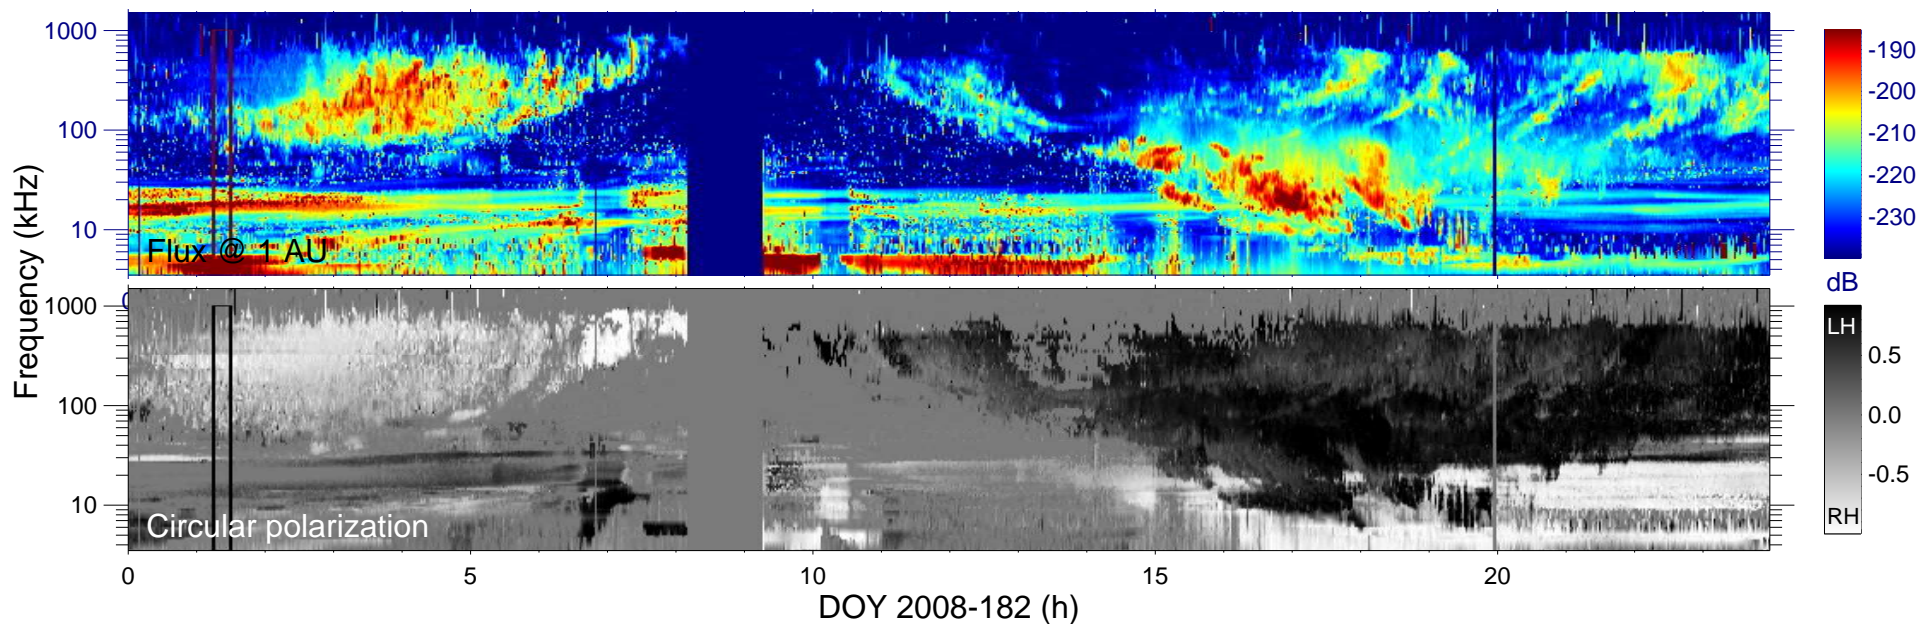 1000
100
10
Flux @ 1 AU
-190
-200
-210
-220
-230
dB
Frequency (kHz)
0
1000
100
10
Circular polarization
LH
0.5
0.0
-0.5
RH
0 5 10 15 20
DOY 2008-182 (h)